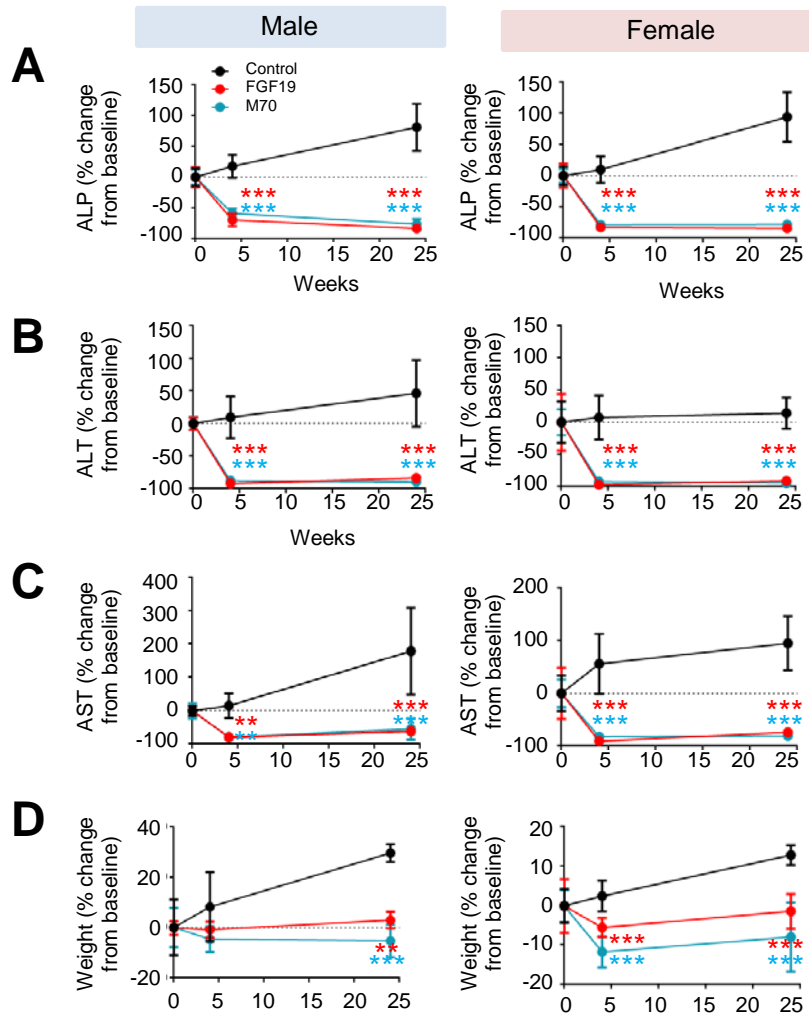 Male
Female
A
Control
FGF19
M70
ALP (% change
from baseline)
150
100
50
0
-50
-100
***
***
***
***
0 5 10 15 20 25
Weeks
ALP (% change
from baseline)
150
100
50
0
-50
-100
***
***
***
***
0 5 10 15 20 25
Weeks
B
ALT (% change
from baseline)
150
100
50
0
-50
-100
***
***
***
***
0 5 10 15 20 25
Weeks
ALT (% change
from baseline)
150
100
50
0
-50
-100
***
***
***
***
0 5 10 15 20 25
C
AST (% change
from baseline)
400
300
200
100
0
-100
**
**
***
***
0 5 10 15 20 25
AST (% change
from baseline)
200
100
0
-100
***
***
***
***
0 5 10 15 20 25
D
Weight (% change
from baseline)
40
20
0
-20
**
***
0 5 10 15 20 25
Weight (% change
from baseline)
20
10
0
-10
-20
***
***
***
***
0 5 10 15 20 25